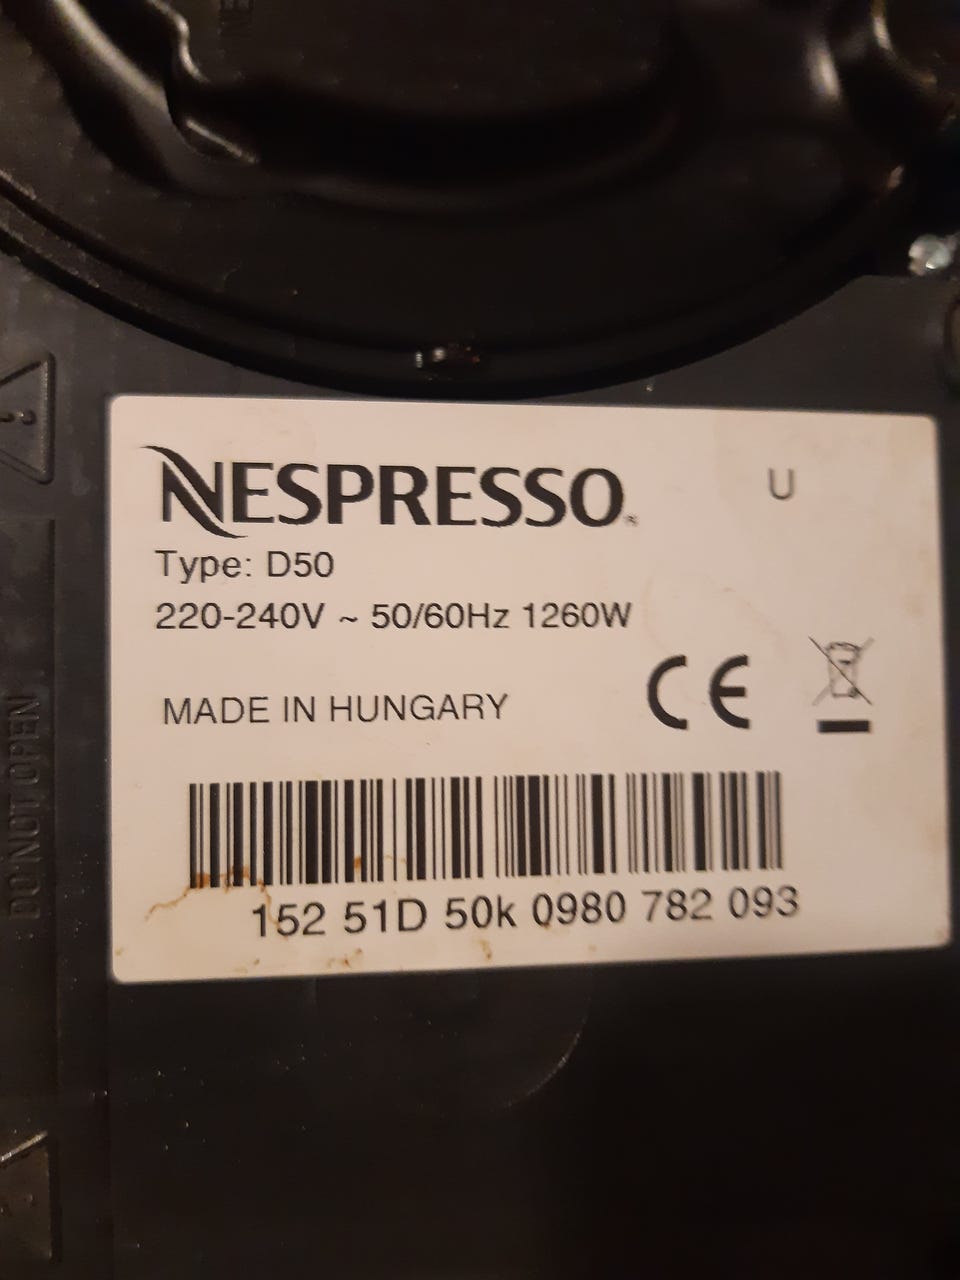 NESPRESSO®
U
Type: D50
220-240V ~ 50/60Hz 1260W
MADE IN HUNGARY
CE
152 51D 50k 0980 782 093
DO NOT OPEN